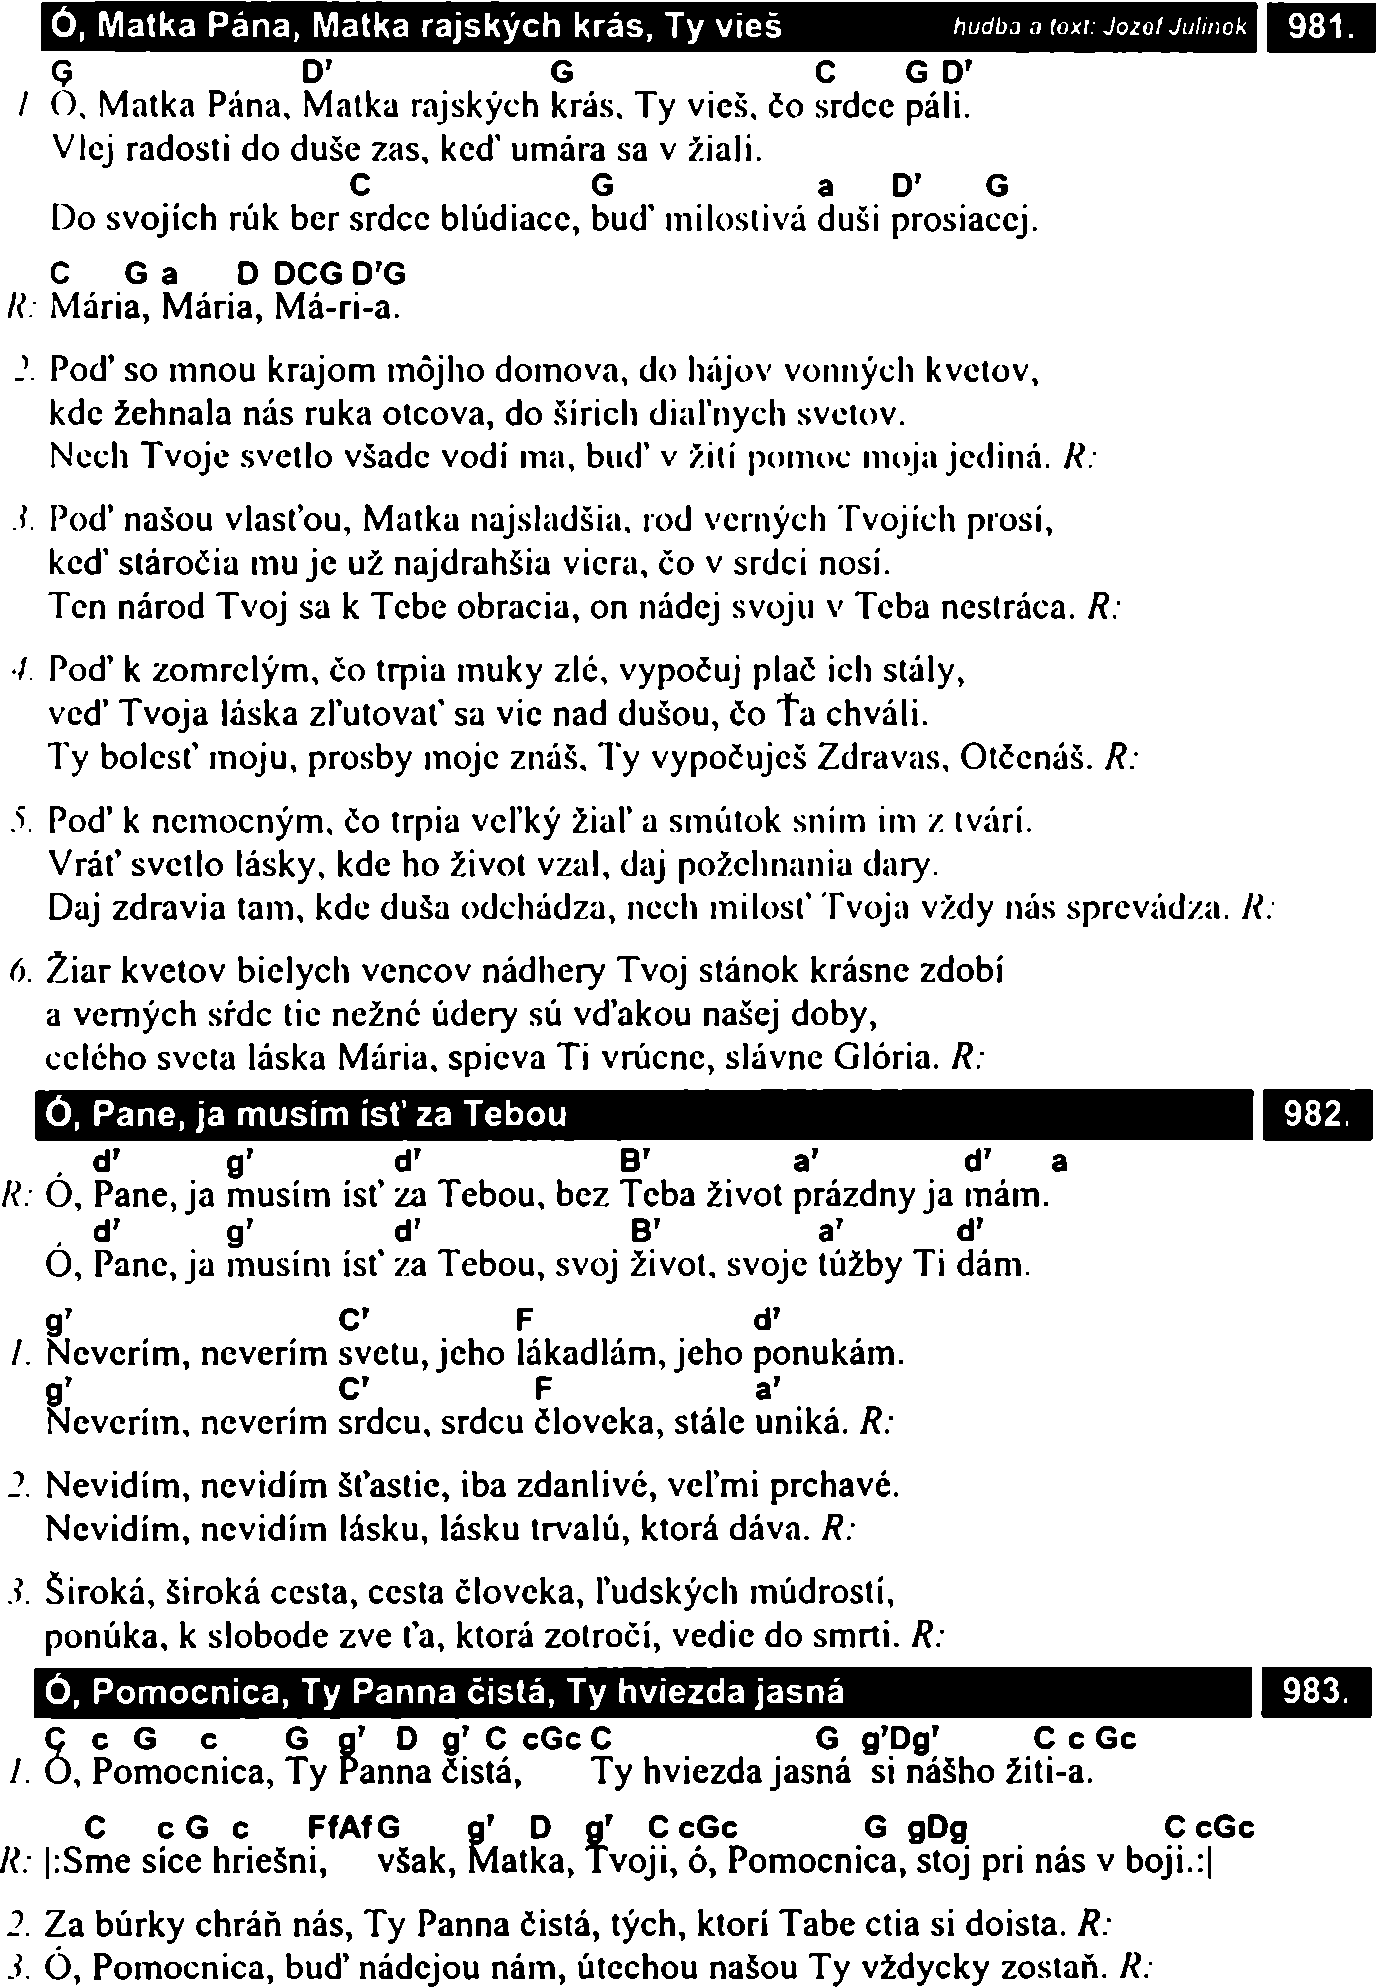 Ó, Matka Pána, Matka rajských krás, Ty vieš hudba a text: Jozef Julinok 981.
G D' G C G D'
1 Ó, Matka Pána, Matka rajských krás, Ty vieš, čo srdce páli.
Vlej radosti do duše zas, keď umára sa v žiali.
C G a D' G
Do svojích rúk ber srdce blúdiace, buď milostivá duši prosiacej.
C G a D DCG D'G
R: Mária, Mária, Má-ri-a.
2. Poď so mnou krajom môjho domova, do hájov vonných kvetov,
kde žehnala nás ruka otcova, do šírich diaľnych svetov.
Nech Tvoje svetlo všade vodí ma, buď v žití pomoc moja jediná. R:
3. Poď našou vlasťou, Matka najsladšia, rod verných Tvojích prosí,
keď stáročia mu je už najdrahšia viera, čo v srdci nosí.
Ten národ Tvoj sa k Tebe obracia, on nádej svoju v Teba nestráca. R:
4. Poď k zomrelým, čo trpia muky zlé, vypočuj plač ich stály,
veď Tvoja láska zľutovať sa vie nad dušou, čo Ťa chváli.
Ty bolesť moju, prosby moje znáš, Ty vypočuješ Zdravas, Otčenáš. R:
5. Poď k nemocným, čo trpia veľký žiaľ a smútok sním im z tvárí.
Vráť svetlo lásky, kde ho život vzal, daj požehnania dary.
Daj zdravia tam, kde duša odchádza, nech milosť Tvoja vždy nás sprevádza. R:
6. Žiar kvetov bielych vencov nádhery Tvoj stánok krásne zdobí
a verných sŕdc tie nežné údery sú vďakou našej doby,
celého sveta láska Mária, spieva Ti vrúcne, slávne Glória. R:
Ó, Pane, ja musím ísť za Tebou 982.
d' g' d' B' a' d' a
R: Ó, Pane, ja musím ísť za Tebou, bez Teba život prázdny ja mám.
d' g' d' B' a' d'
Ó, Pane, ja musím ísť za Tebou, svoj život, svoje túžby Ti dám.
g' C' F d'
1. Neverím, neverím svetu, jeho lákadlám, jeho ponukám.
g' C' F a'
Neverím, neverím srdcu, srdcu človeka, stále uniká. R:
2. Nevidím, nevidím šťastie, iba zdanlivé, veľmi prchavé.
Nevidím, nevidím lásku, lásku trvalú, ktorá dáva. R:
3. Široká, široká cesta, cesta človeka, ľudských múdrostí,
ponúka, k slobode zve ťa, ktorá zotročí, vedie do smrti. R:
Ó, Pomocnica, Ty Panna čistá, Ty hviezda jasná 983.
C c G c G g' D g' C cGc C G g'Dg' C c Gc
1. Ó, Pomocnica, Ty Panna čistá, Ty hviezda jasná si nášho žiti-a.
C c G c FfAfG g' D g' C cGc G gDg C cGc
R: |:Sme síce hriešni, však, Matka, Tvoji, ó, Pomocnica, stoj pri nás v boji.:|
2. Za búrky chráň nás, Ty Panna čistá, tých, ktorí Tabe ctia si doista. R:
3. Ó, Pomocnica, buď nádejou nám, útechou našou Ty vždycky zostaň. R: